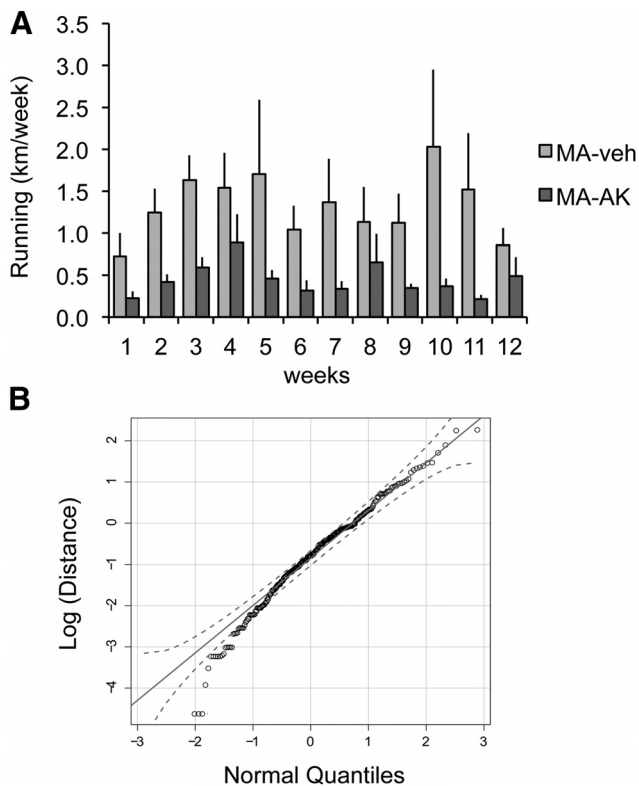 A
3.5
3.0
2.5
2.0
1.5
1.0
0.5
0.0
Running (km/week)
MA-veh
MA-AK
1 2 3 4 5 6 7 8 9 10 11 12
weeks
B
2
1
0
-1
-2
-3
-4
Log (Distance)
-3 -2 -1 0 1 2 3
Normal Quantiles